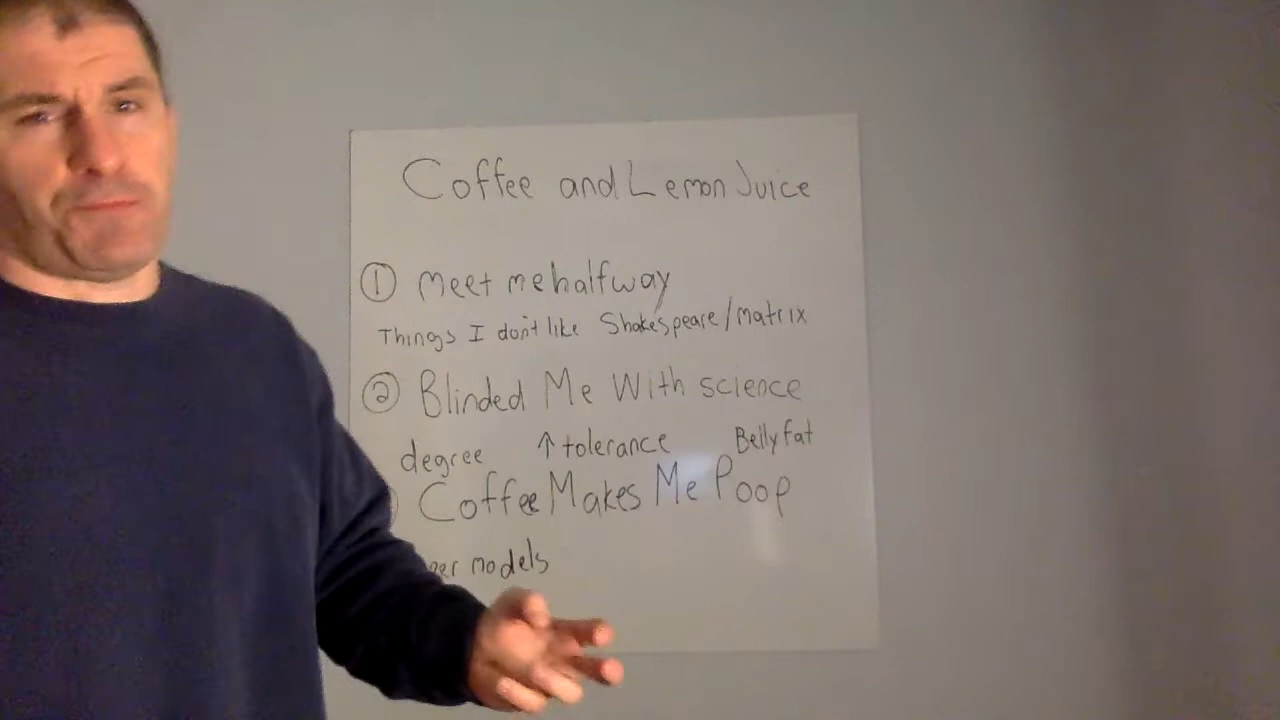 Coffee and Lemon Juice
① Meet me halfway
Things I don't like Shakespeare/matrix
② Blinded Me With science
degree ↑ tolerance Belly fat
Coffee Makes Me Poop
models